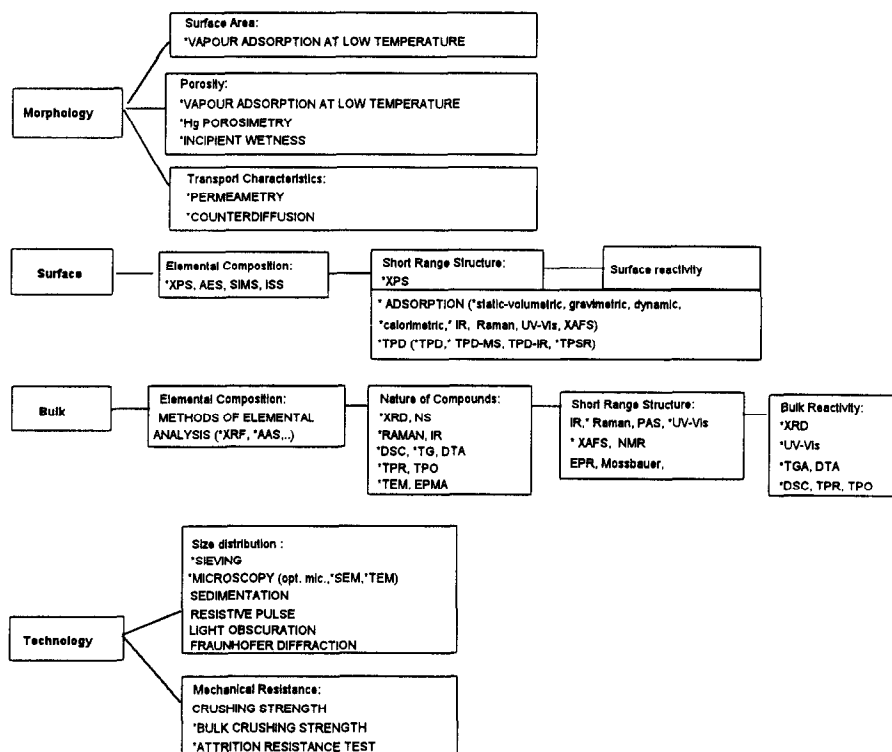 Surface Area:
*VAPOUR ADSORPTION AT LOW TEMPERATURE
Morphology
Porosity:
*VAPOUR ADSORPTION AT LOW TEMPERATURE
*Hg POROSIMETRY
*INCIPIENT WETNESS
Transport Characteristics:
*PERMEAMETRY
*COUNTERDIFFUSION
Surface
Elemental Composition:
*XPS, AES, SIMS, ISS
Short Range Structure:
*XPS
Surface reactivity
* ADSORPTION (*static-volumetric, gravimetric, dynamic,
*calorimetric,* IR, Raman, UV-Vis, XAFS)
*TPD (*TPD,* TPD-MS, TPD-IR, *TPSR)
Bulk
Elemental Composition:
METHODS OF ELEMENTAL
ANALYSIS (*XRF, *AAS,..)
Nature of Compounds:
*XRD, NS
*RAMAN, IR
*DSC, *TG, DTA
*TPR, TPO
*TEM, EPMA
Short Range Structure:
IR,* Raman, PAS, *UV-Vis
* XAFS, NMR
EPR, Mossbauer,
Bulk Reactivity:
*XRD
*UV-Vis
*TGA, DTA
*DSC, TPR, TPO
Technology
Size distribution :
*SIEVING
*MICROSCOPY (opt. mic.,*SEM,*TEM)
SEDIMENTATION
RESISTIVE PULSE
LIGHT OBSCURATION
FRAUNHOFER DIFFRACTION
Mechanical Resistance:
CRUSHING STRENGTH
*BULK CRUSHING STRENGTH
*ATTRITION RESISTANCE TEST